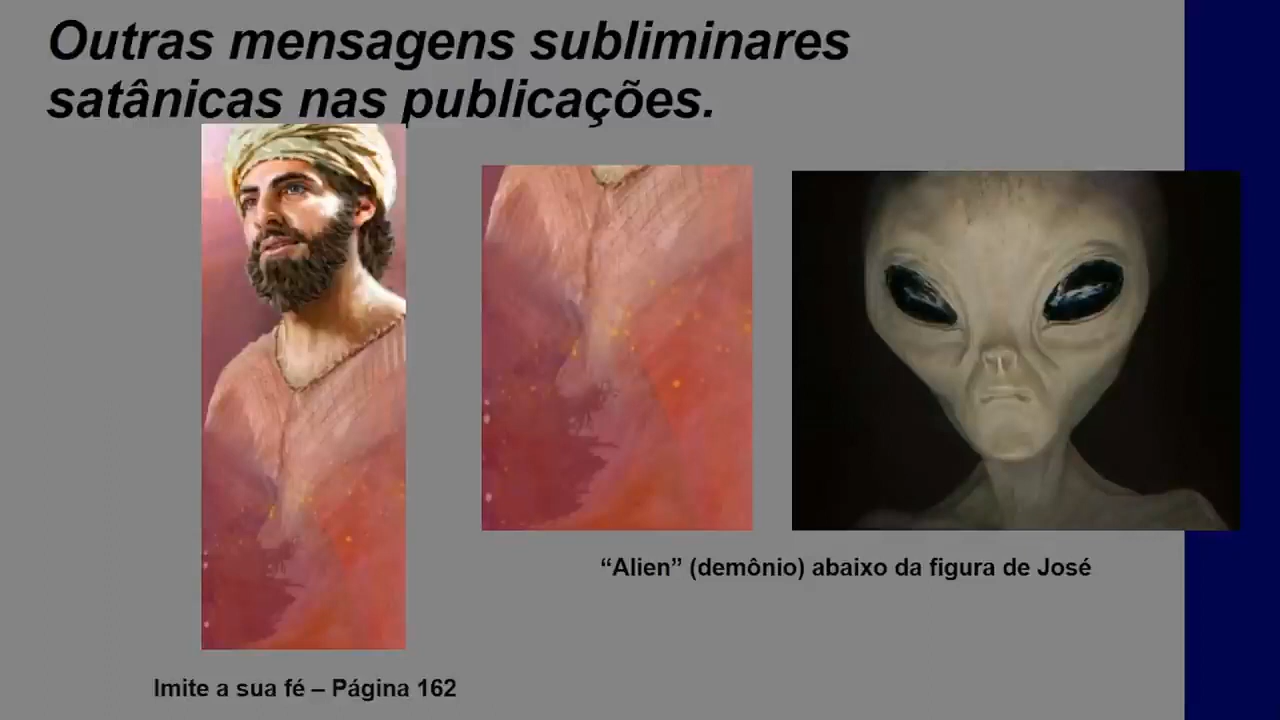 Outras mensagens subliminares
satânicas nas publicações.
“Alien” (demônio) abaixo da figura de José
Imite a sua fé – Página 162